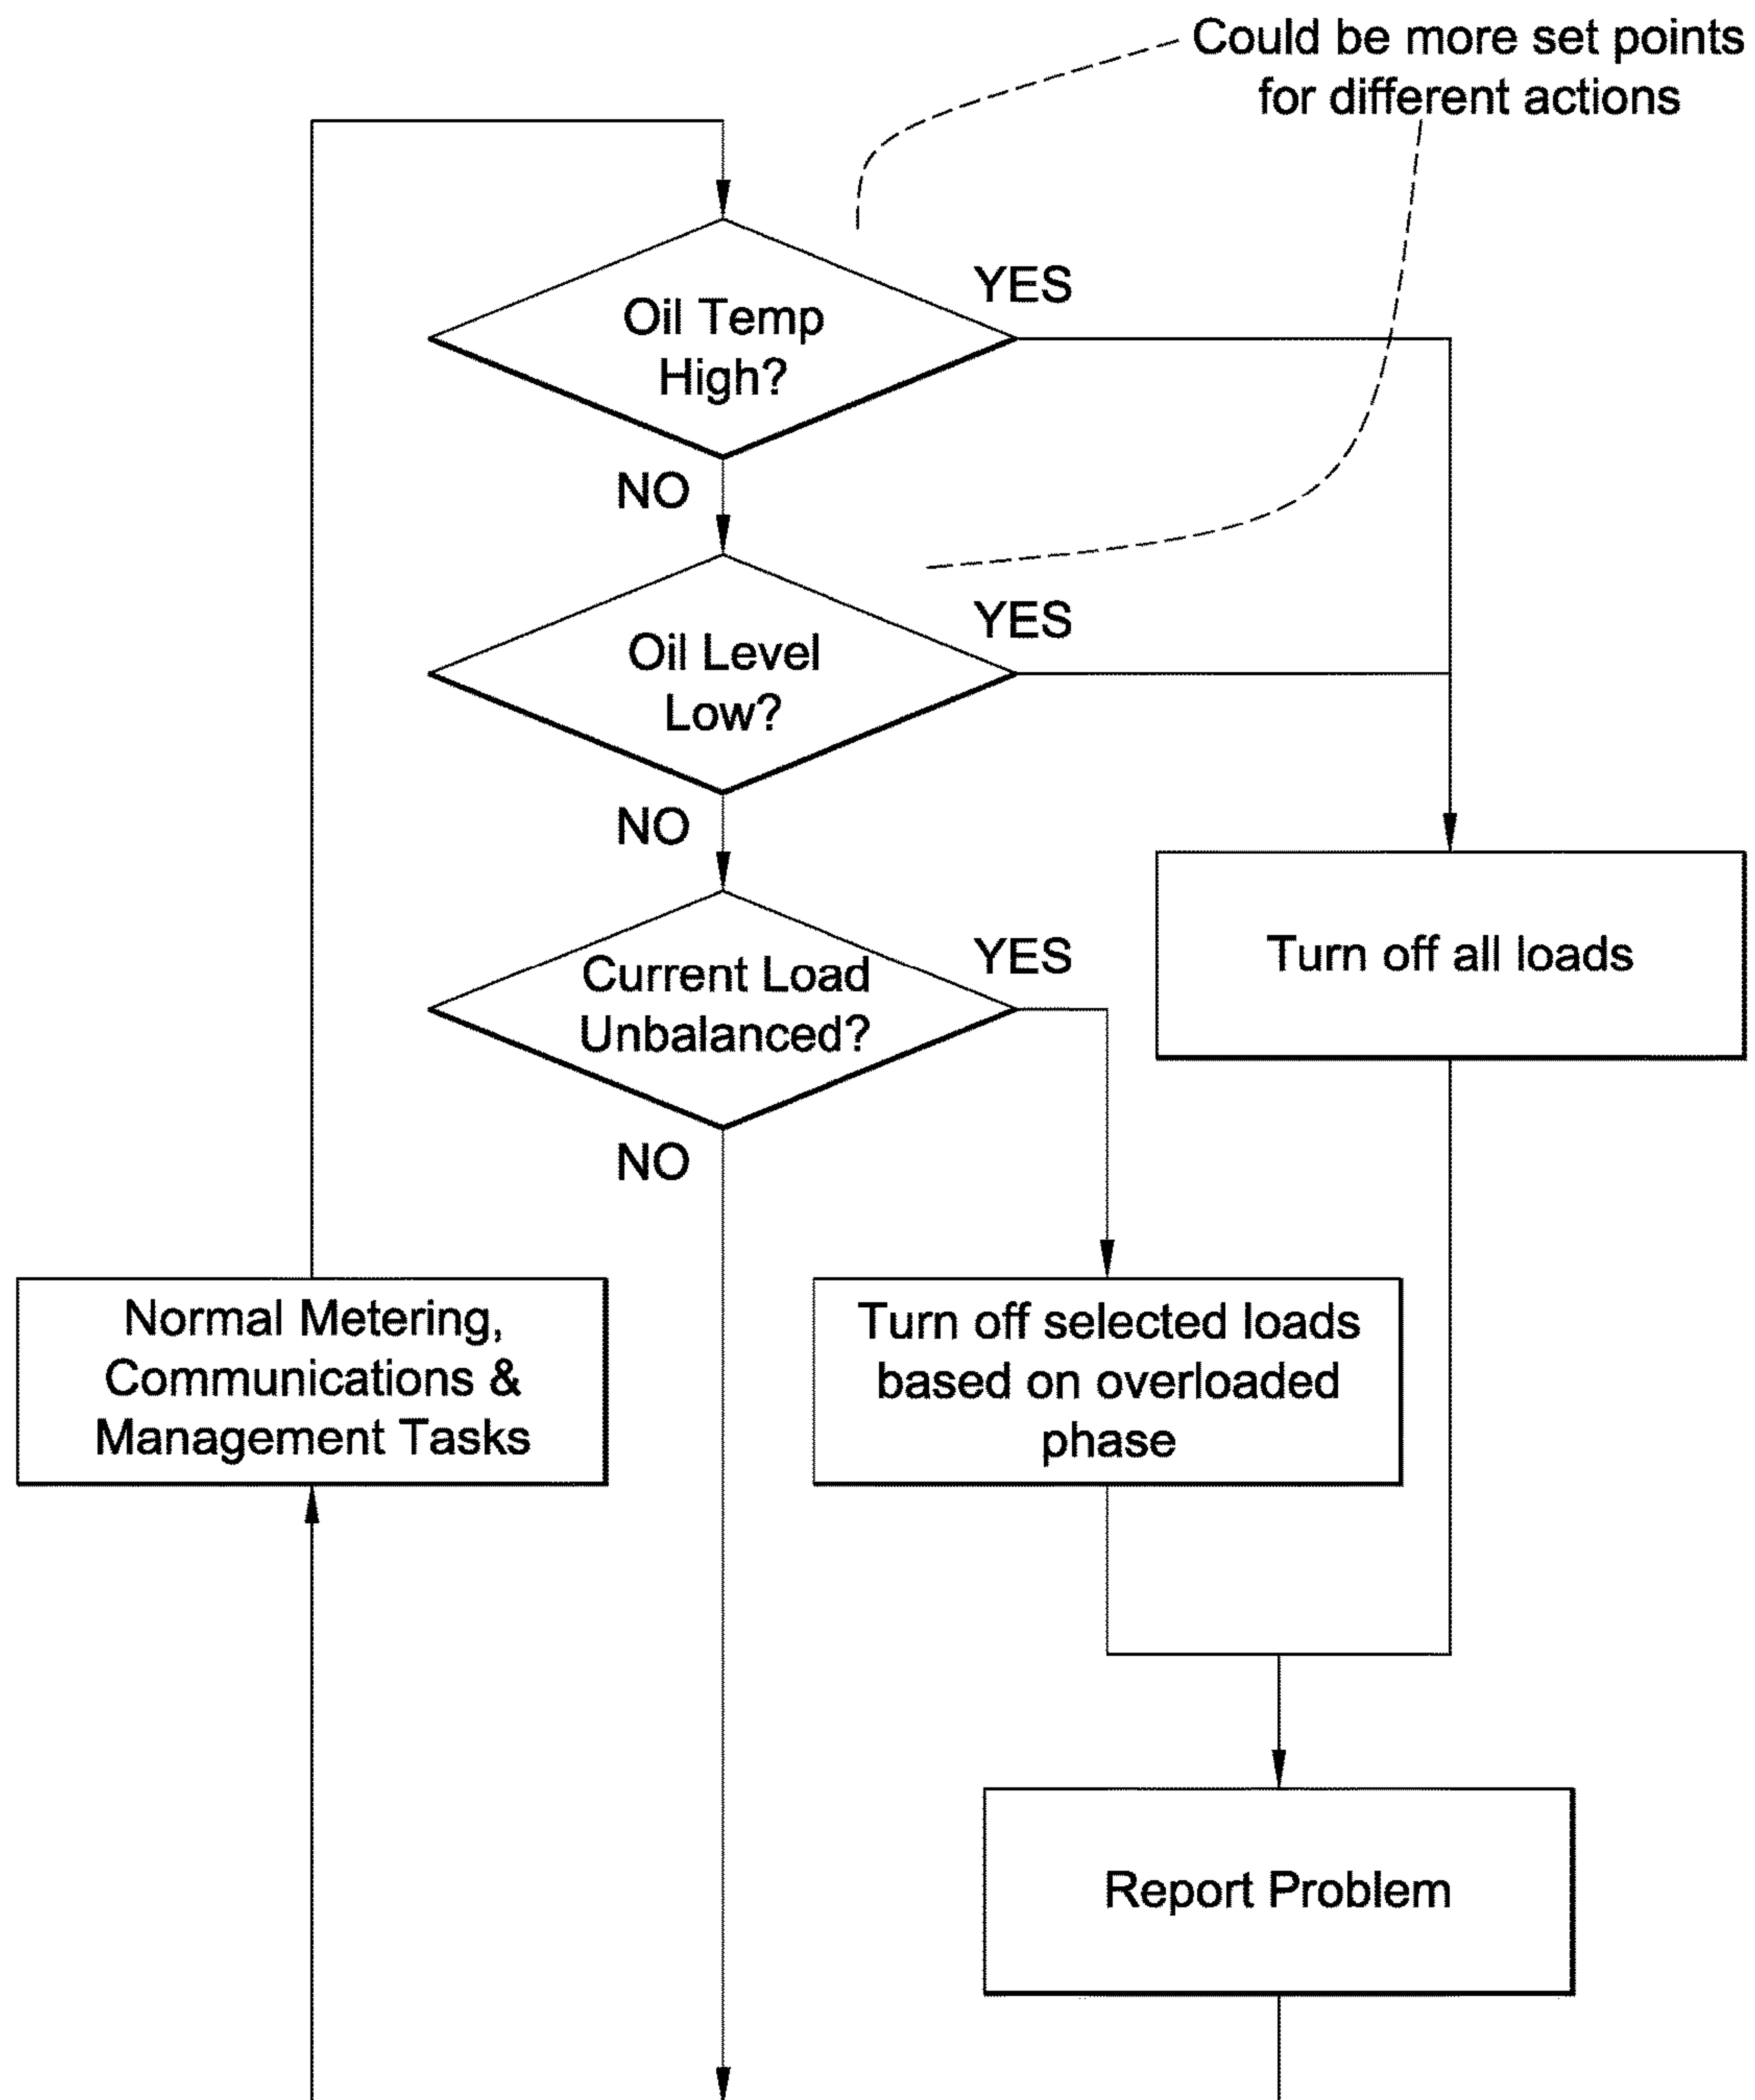 Could be more set points
for different actions
YES
Oil Temp
High?
NO
YES
Oil Level
Low?
NO
YES
Current Load
Unbalanced?
NO
Turn off all loads
Normal Metering,
Communications &
Management Tasks
Turn off selected loads
based on overloaded
phase
Report Problem